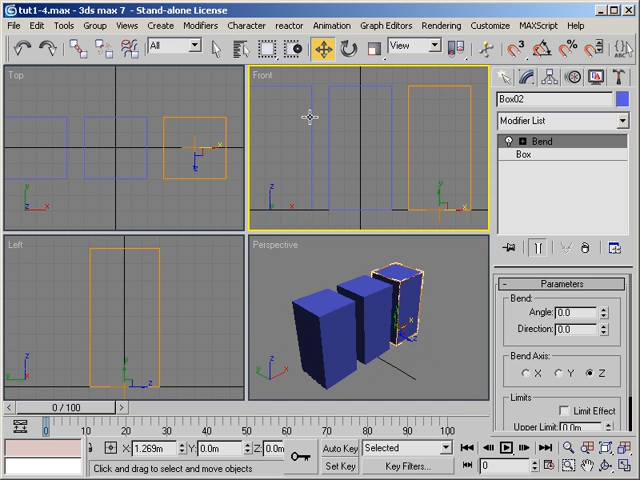 tut1-4.max - 3ds max 7 - Stand-alone License
File Edit Tools Group Views Create Modifiers Character reactor Animation Graph Editors Rendering Customize MAXScript Help
All View 3 ABC
Top Front
Box02
Modifier List
Bend
Box
y x z
y x
z x
z x
Left Perspective
Parameters
Bend:
Angle: 0.0
Direction: 0.0
Bend Axis:
X Y Z
Limits
Limit Effect
Upper Limit: 0.0m
z y
z x y
0 / 100
0 10 20 30 40 50 60 70 80 90 100
X: 1.269m Y: 0.0m Z: 0.0m
Auto Key Selected
Click and drag to select and move objects
Set Key Key Filters... 0